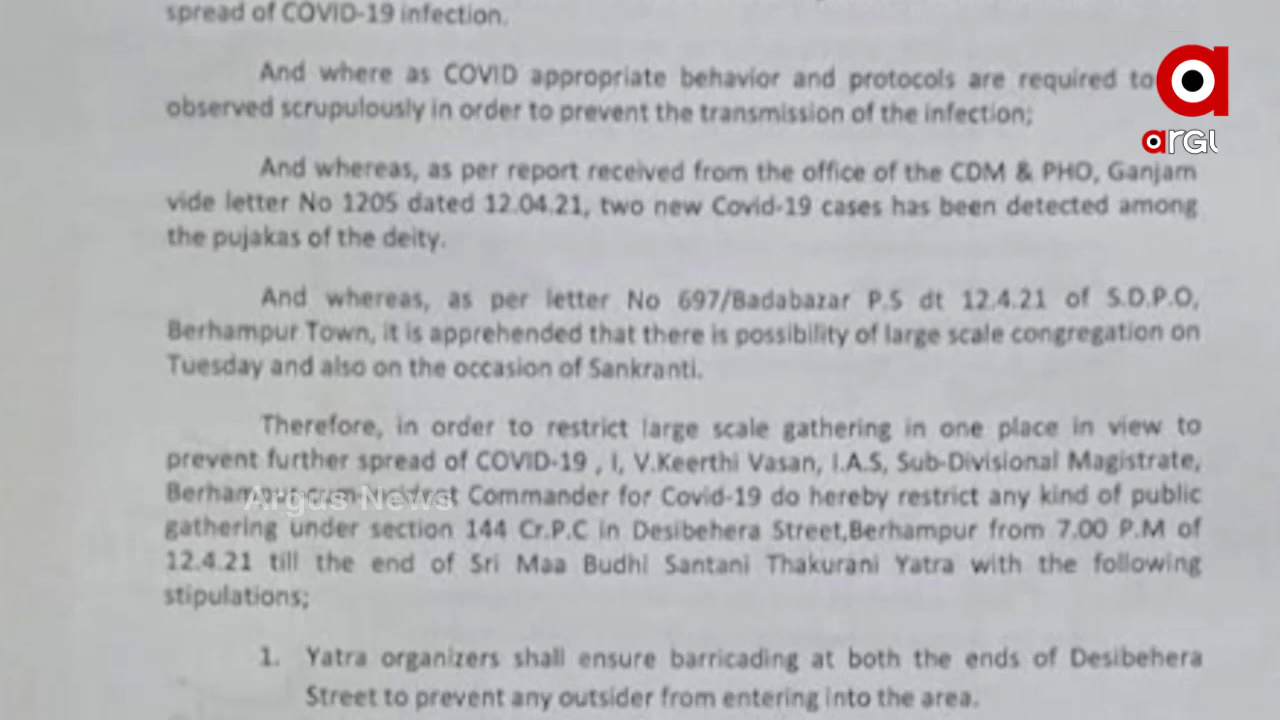 spread of COVID-19 infection.
And where as COVID appropriate behavior and protocols are required to
observed scrupulously in order to prevent the transmission of the infection;
And whereas, as per report received from the office of the CDM & PHO, Ganjam
vide letter No 1205 dated 12.04.21, two new Covid-19 cases has been detected among
the pujakas of the deity.
And whereas, as per letter No 697/Badabazar P.S dt 12.4.21 of S.D.P.O,
Berhampur Town, it is apprehended that there is possibility of large scale congregation on
Tuesday and also on the occasion of Sankranti.
Therefore, in order to restrict large scale gathering in one place in view to
prevent further spread of COVID-19 , I, V.Keerthi Vasan, I.A.S, Sub-Divisional Magistrate,
Berhampur-cum-Incident Commander for Covid-19 do hereby restrict any kind of public
gathering under section 144 Cr.P.C in Desibehera Street,Berhampur from 7.00 P.M of
12.4.21 till the end of Sri Maa Budhi Santani Thakurani Yatra with the following
stipulations;
1. Yatra organizers shall ensure barricading at both the ends of Desibehera
Street to prevent any outsider from entering into the area.
Argus News